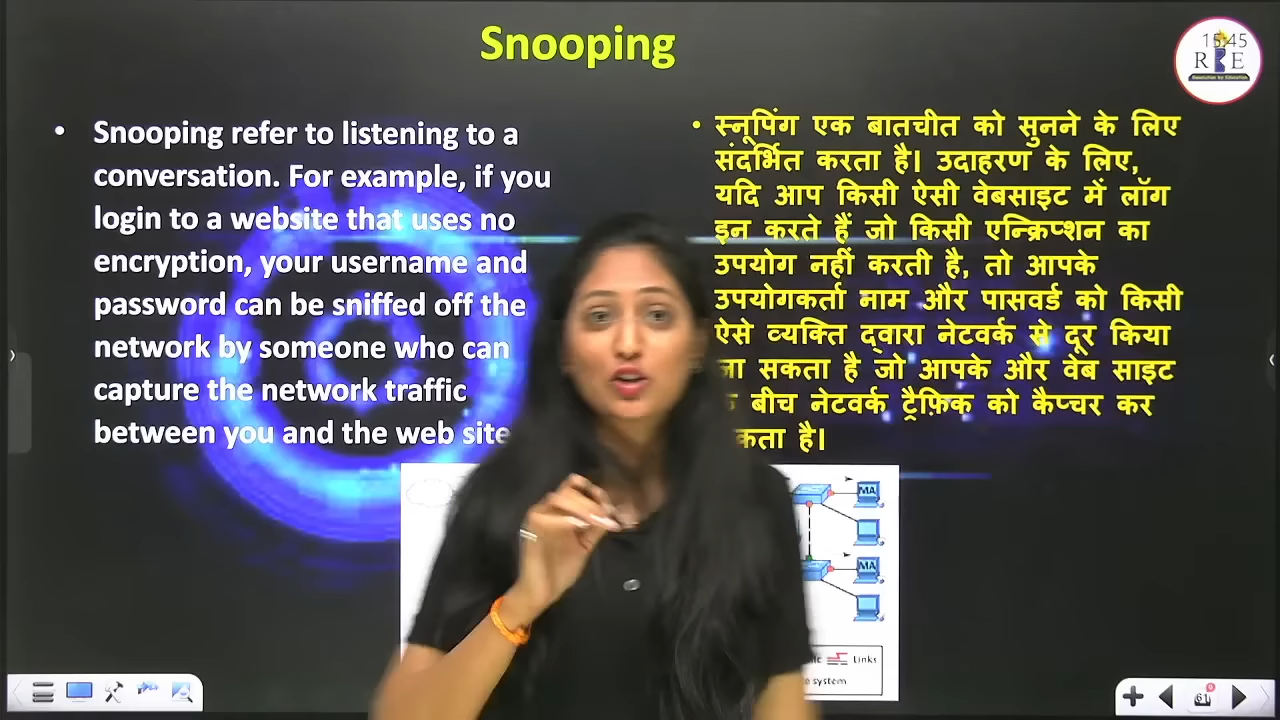 Snooping
15:45
R B E
• Snooping refer to listening to a
conversation. For example, if you
login to a website that uses no
encryption, your username and
password can be sniffed off the
network by someone who can
capture the network traffic
between you and the web site
• स्नूपिंग एक बातचीत को सुनने के लिए
संदर्भित करता है। उदाहरण के लिए,
यदि आप किसी ऐसी वेबसाइट में लॉग
इन करते हैं जो किसी एन्क्रिप्शन का
उपयोग नहीं करती है, तो आपके
उपयोगकर्ता नाम और पासवर्ड को किसी
ऐसे व्यक्ति द्वारा नेटवर्क से दूर किया
सकता है जो आपके और वेब साइट
बीच नेटवर्क ट्रैफ़िक को कैप्चर कर
है।
MA
MA
Links
system
61